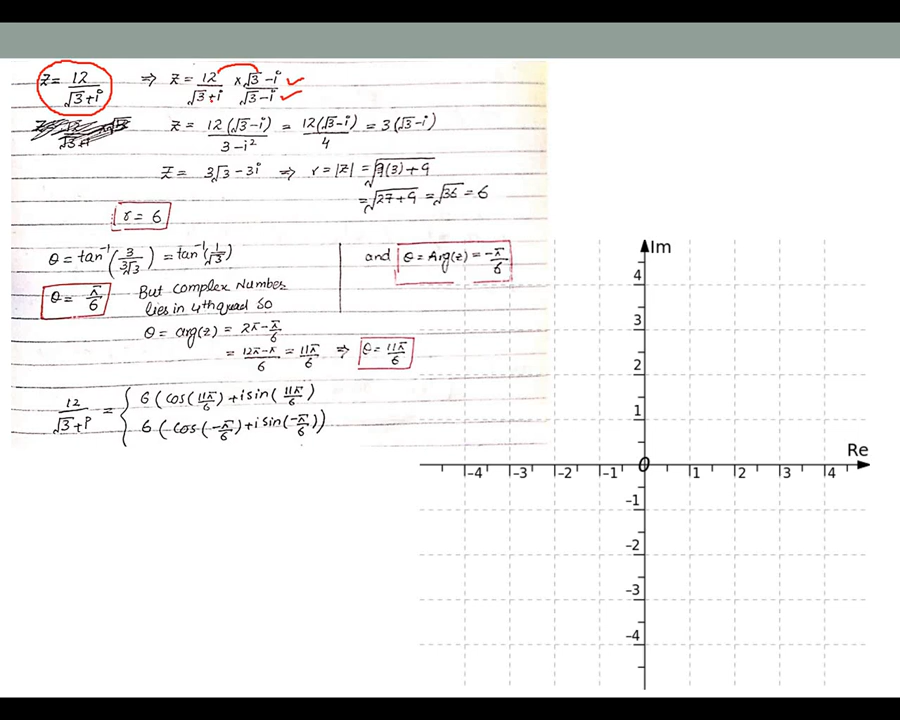 z = 12/(√3+i) ⇒ z = 12/(√3+i) × (√3−i)/(√3−i)
z = 12(√3−i)/(3−i²) = 12(√3−i)/4 = 3(√3−i)
z = 3√3 − 3i ⇒ r = |z| = √(9(3)+9)
= √(27+9) = √36 = 6
r = 6
θ = tan⁻¹(3/(3√3)) = tan⁻¹(1/√3)
θ = π/6 But complex Number
lies in 4th quad so
θ = arg(z) = 2π − π/6
= (12π−π)/6 = 11π/6 ⇒ θ = 11π/6
and θ = Arg(z) = −π/6
12/(√3+i) = { 6(cos(11π/6) + i sin(11π/6))
6(cos(−π/6) + i sin(−π/6))
Im
4
3
2
1
Re
−4 −3 −2 −1 0 1 2 3 4
−1
−2
−3
−4